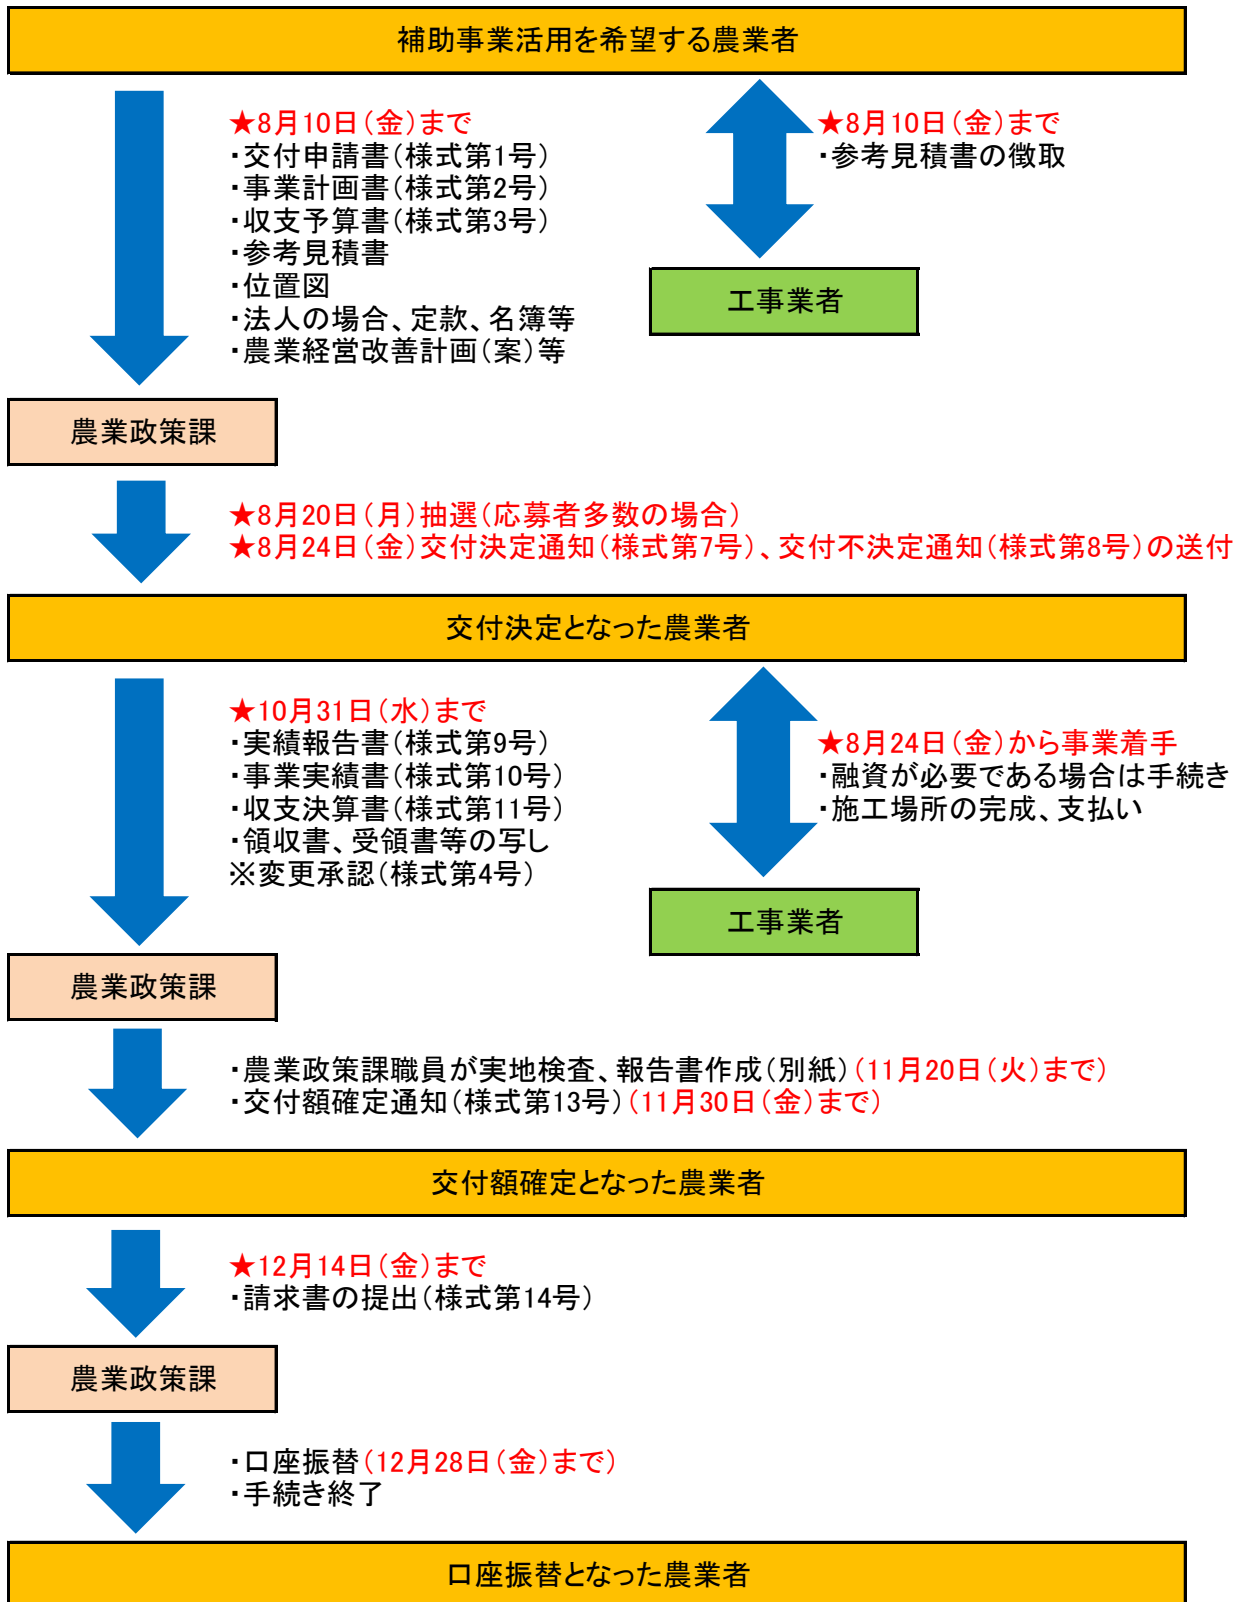 補助事業活用を希望する農業者
★8月10日(金)まで
・交付申請書(様式第1号)
・事業計画書(様式第2号)
・収支予算書(様式第3号)
・参考見積書
・位置図
・法人の場合、定款、名簿等
・農業経営改善計画(案)等
★8月10日(金)まで
・参考見積書の徴取
工事業者
農業政策課
★8月20日(月)抽選(応募者多数の場合)
★8月24日(金)交付決定通知(様式第7号)、交付不決定通知(様式第8号)の送付
交付決定となった農業者
★10月31日(水)まで
・実績報告書(様式第9号)
・事業実績書(様式第10号)
・収支決算書(様式第11号)
・領収書、受領書等の写し
※変更承認(様式第4号)
★8月24日(金)から事業着手
・融資が必要である場合は手続き
・施工場所の完成、支払い
工事業者
農業政策課
・農業政策課職員が実地検査、報告書作成(別紙)(11月20日(火)まで)
・交付額確定通知(様式第13号)(11月30日(金)まで)
交付額確定となった農業者
★12月14日(金)まで
・請求書の提出(様式第14号)
農業政策課
・口座振替(12月28日(金)まで)
・手続き終了
口座振替となった農業者